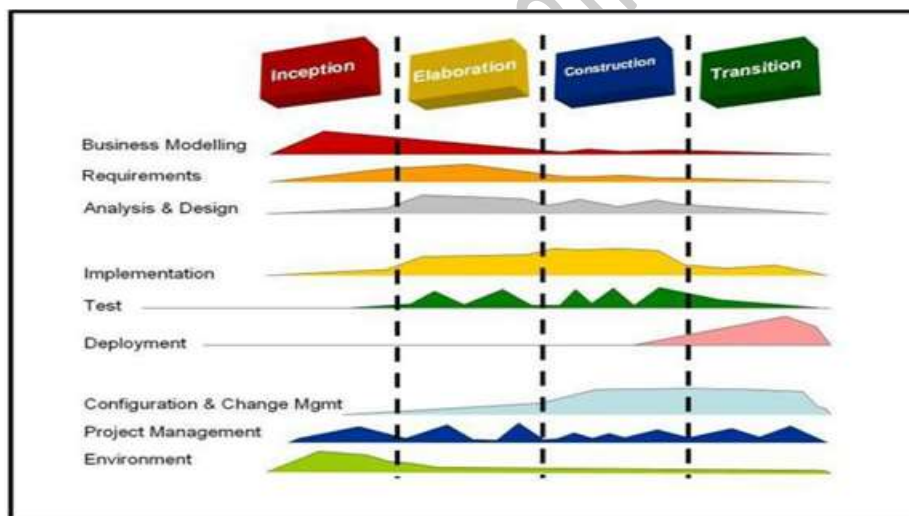 Inception
Elaboration
Construction
Transition
Business Modelling
Requirements
Analysis & Design
Implementation
Test
Deployment
Configuration & Change Mgmt
Project Management
Environment